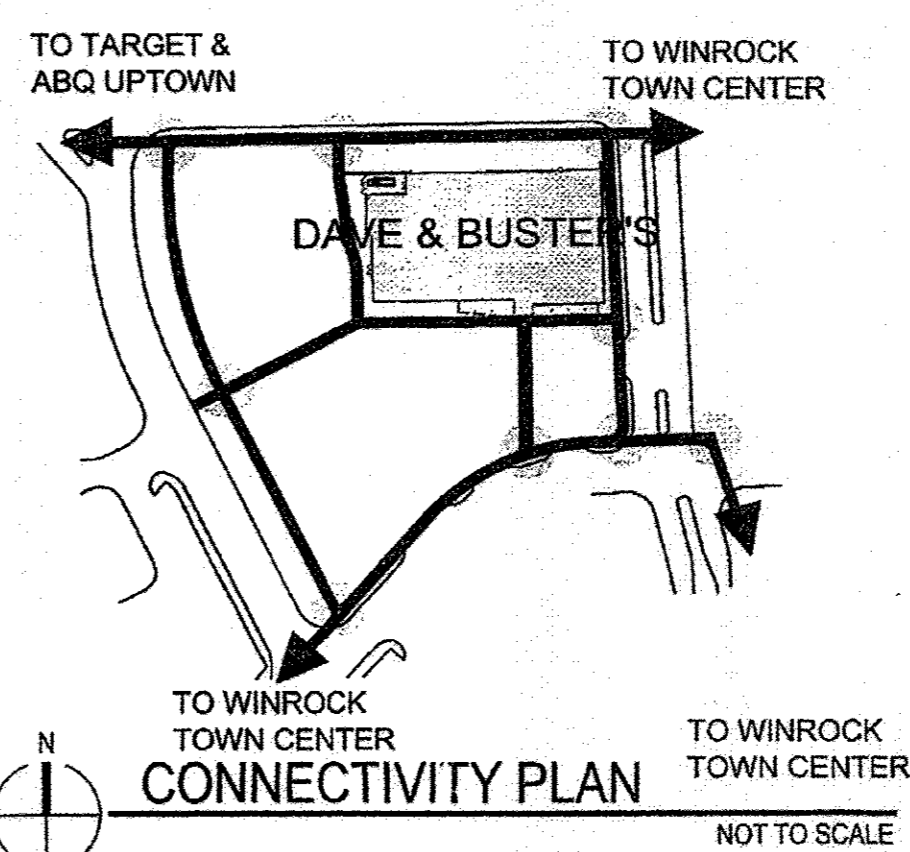 TO TARGET &
ABQ UPTOWN
TO WINROCK
TOWN CENTER
DAVE & BUSTER'S
TO WINROCK
TOWN CENTER
TO WINROCK
TOWN CENTER
N
CONNECTIVITY PLAN
NOT TO SCALE